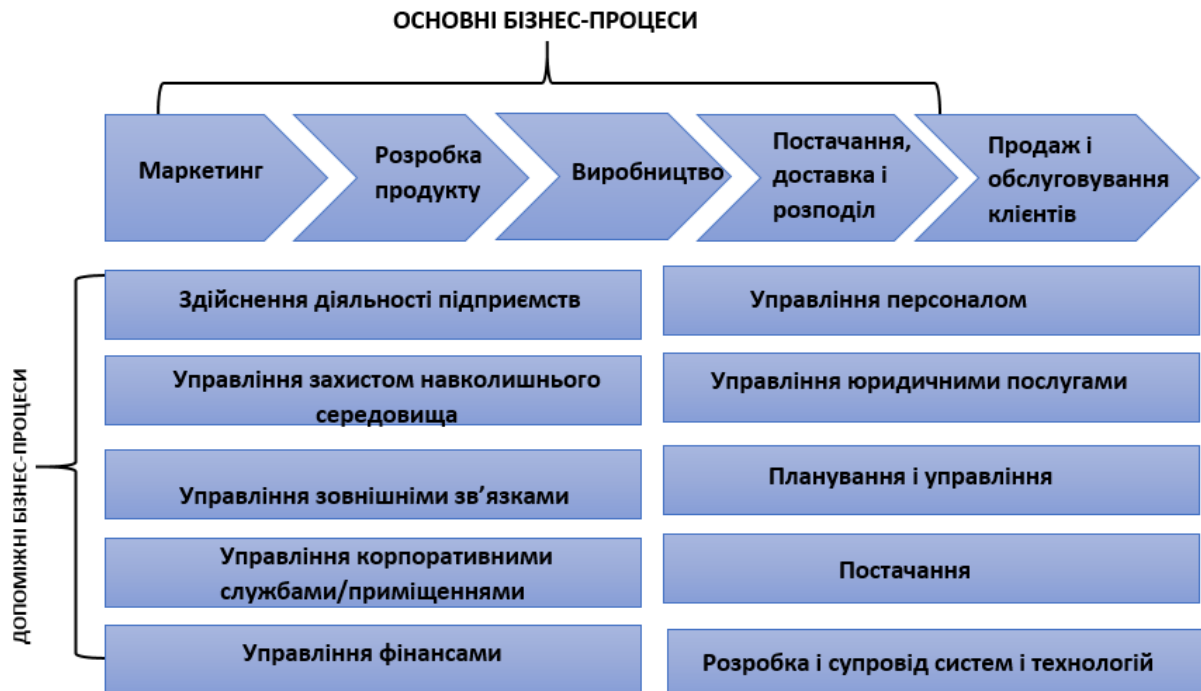 ОСНОВНІ БІЗНЕС-ПРОЦЕСИ
Маркетинг
Розробка
продукту
Виробництво
Постачання,
доставка і
розподіл
Продаж і
обслуговування
клієнтів
ДОПОМІЖНІ БІЗНЕС-ПРОЦЕСИ
Здійснення діяльності підприємств
Управління персоналом
Управління захистом навколишнього
середовища
Управління юридичними послугами
Управління зовнішніми зв’язками
Планування і управління
Управління корпоративними
службами/приміщеннями
Постачання
Управління фінансами
Розробка і супровід систем і технологій